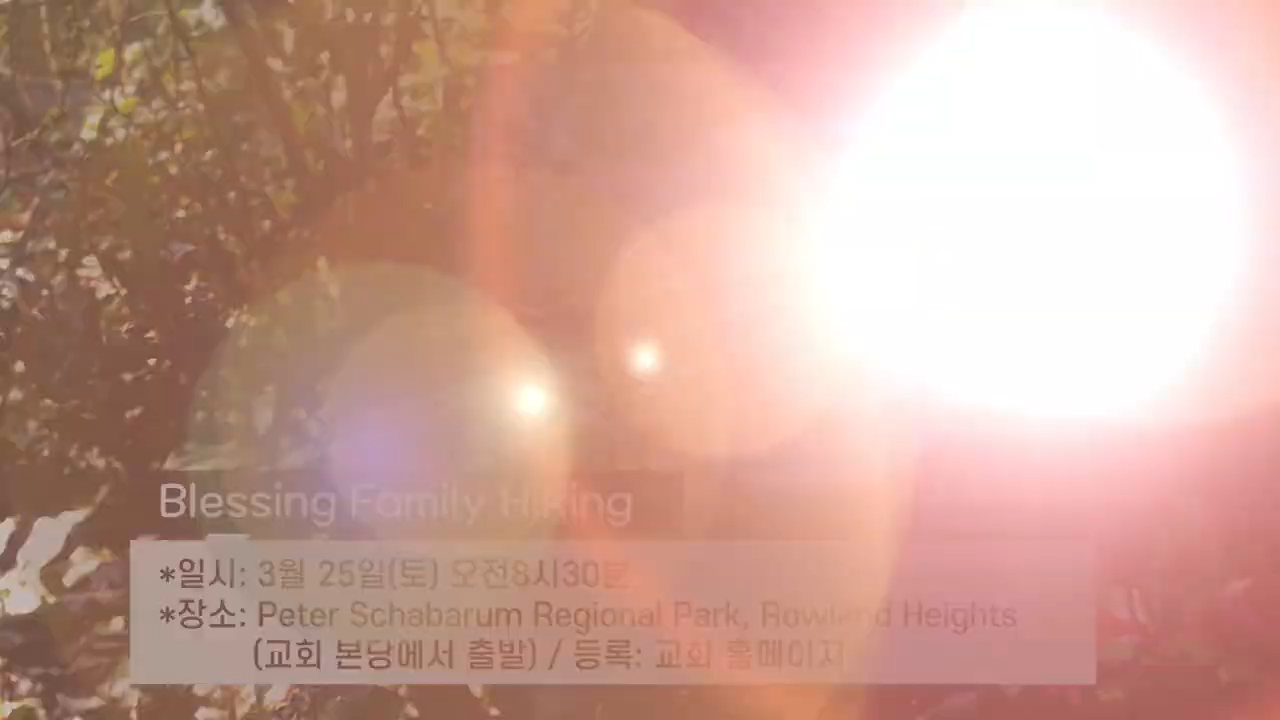 Blessing Family Hiking
*일시: 3월 25일(토) 오전8시30분
*장소: Peter Schabarum Regional Park, Rowland Heights
(교회 본당에서 출발) / 등록: 교회 홈페이지